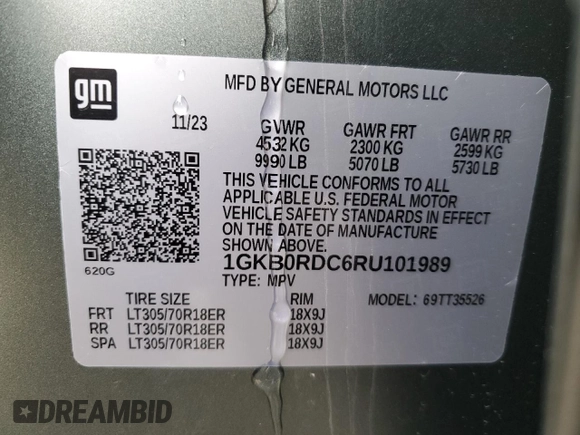 gm
MFD BY GENERAL MOTORS LLC
11/23 GVWR GAWR FRT GAWR RR
4532 KG 2300 KG 2599 KG
9990 LB 5070 LB 5730 LB
THIS VEHICLE CONFORMS TO ALL
APPLICABLE U.S. FEDERAL MOTOR
VEHICLE SAFETY STANDARDS IN EFFECT
ON THE DATE OF MANUFACTURE
SHOWN ABOVE.
620G
1GKB0RDC6RU101989
TYPE: MPV
MODEL: 69TT35526
TIRE SIZE RIM
FRT LT305/70R18ER 18X9J
RR LT305/70R18ER 18X9J
SPA LT305/70R18ER 18X9J
DREAMBID